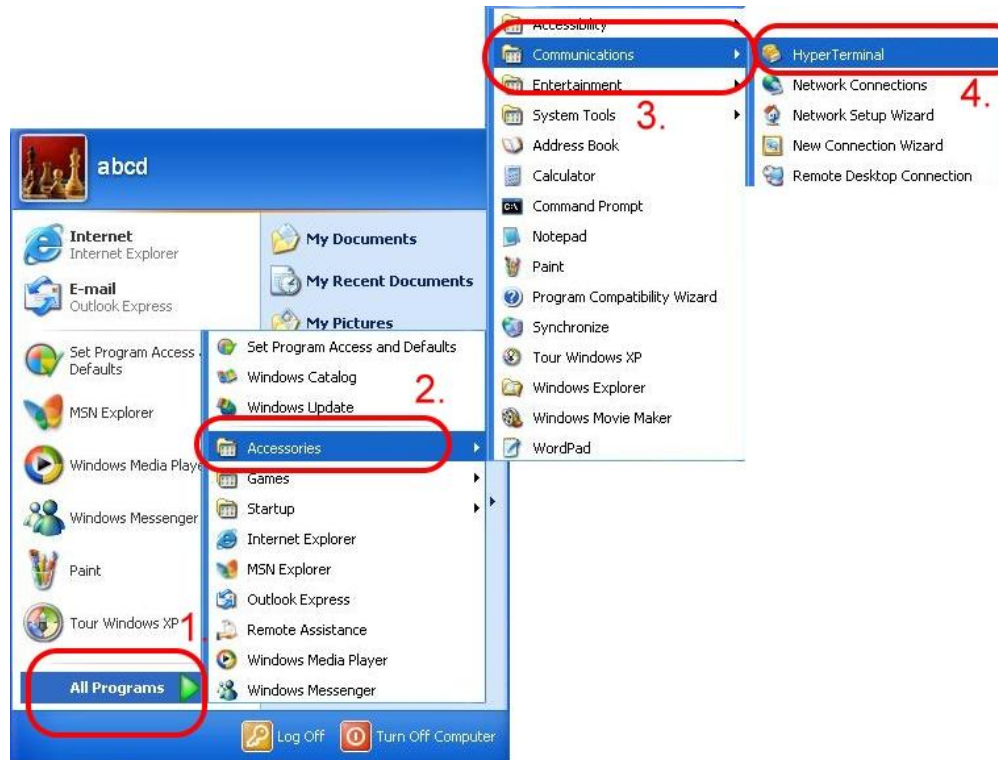 abcd
Internet
Internet Explorer
E-mail
Outlook Express
Set Program Access
Defaults
MSN Explorer
Windows Media Playe
Windows Messenger
Paint
Tour Windows XP
1.
All Programs
My Documents
My Recent Documents
My Pictures
Set Program Access and Defaults
Windows Catalog
Windows Update
2.
Accessories
Games
Startup
Internet Explorer
MSN Explorer
Outlook Express
Remote Assistance
Windows Media Player
Windows Messenger
Log Off
Turn Off Computer
Accessibility
Communications
Entertainment
3.
System Tools
Address Book
Calculator
C:\
Command Prompt
Notepad
Paint
Program Compatibility Wizard
Synchronize
Tour Windows XP
Windows Explorer
Windows Movie Maker
WordPad
HyperTerminal
4.
Network Connections
Network Setup Wizard
New Connection Wizard
Remote Desktop Connection